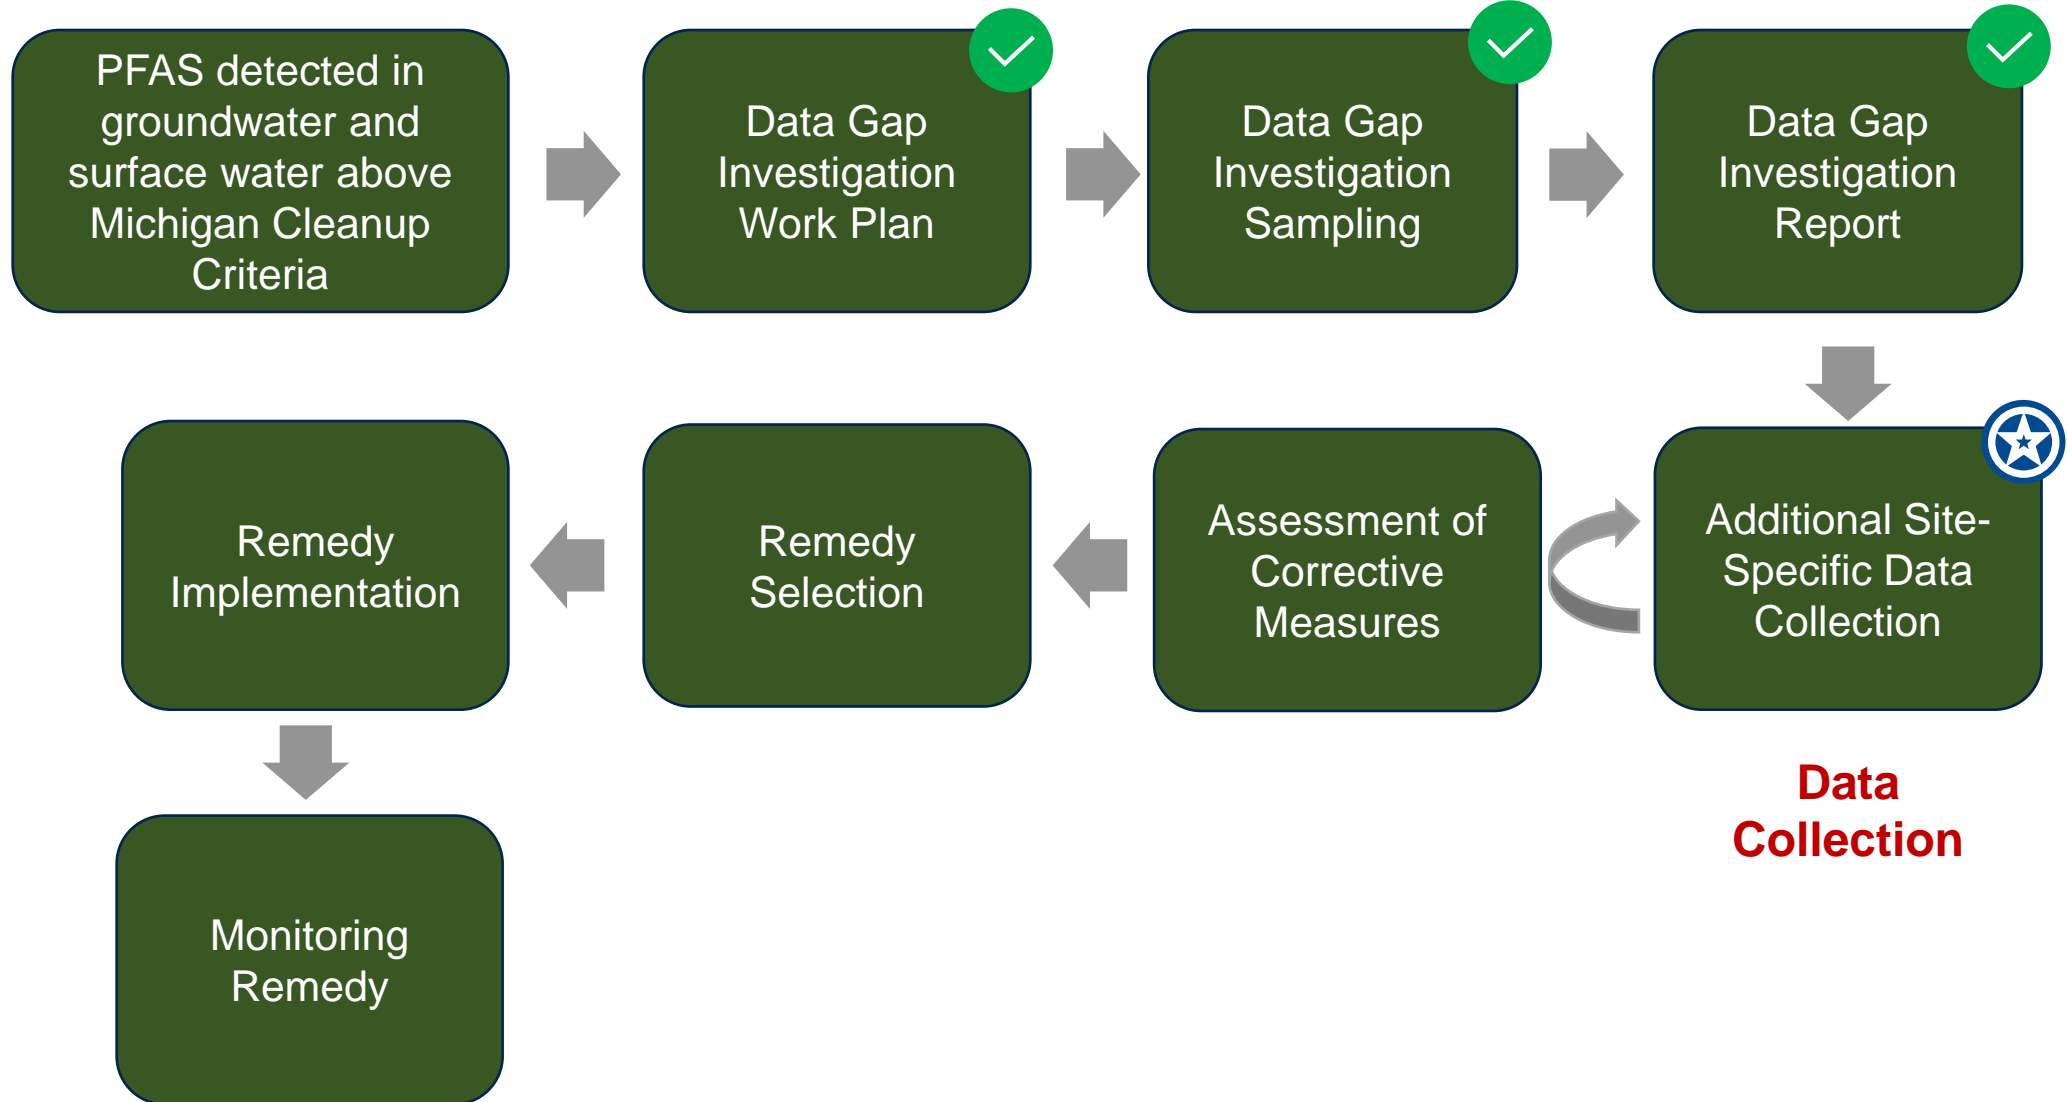 PFAS detected in
groundwater and
surface water above
Michigan Cleanup
Criteria
Data Gap
Investigation
Work Plan
Data Gap
Investigation
Sampling
Data Gap
Investigation
Report
Additional Site-
Specific Data
Collection
Data
Collection
Assessment of
Corrective
Measures
Remedy
Selection
Remedy
Implementation
Monitoring
Remedy